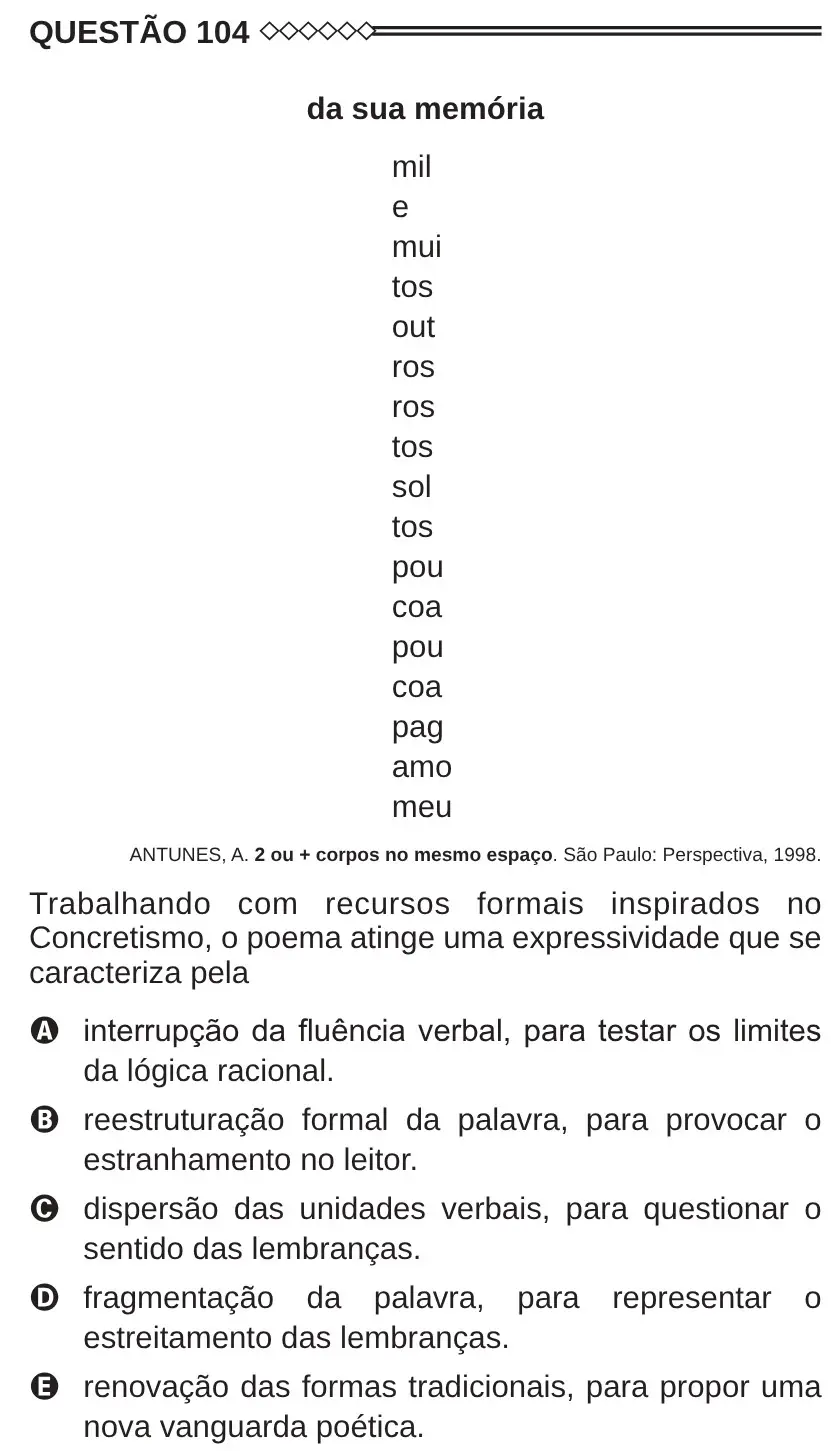 QUESTÃO 104
da sua memória
mil
e
mui
tos
out
ros
ros
tos
sol
tos
pou
coa
pou
coa
pag
amo
meu
ANTUNES, A. 2 ou + corpos no mesmo espaço. São Paulo: Perspectiva, 1998.
Trabalhando com recursos formais inspirados no
Concretismo, o poema atinge uma expressividade que se
caracteriza pela
A interrupção da fluência verbal, para testar os limites
da lógica racional.
B reestruturação formal da palavra, para provocar o
estranhamento no leitor.
C dispersão das unidades verbais, para questionar o
sentido das lembranças.
D fragmentação da palavra, para representar o
estreitamento das lembranças.
E renovação das formas tradicionais, para propor uma
nova vanguarda poética.